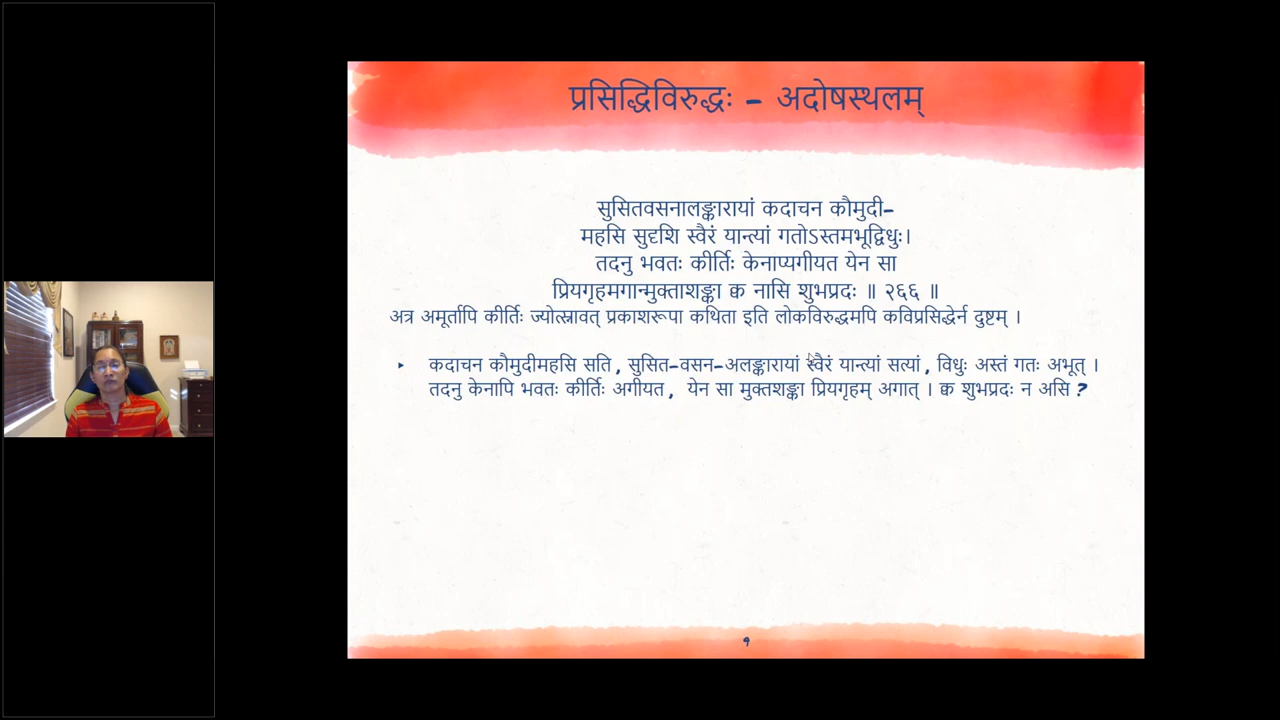 प्रसिद्धिविरुद्धः – अदोषस्थलम्
सुसितवसनालङ्कारायां कदाचन कौमुदी–
महसि सुदृशि स्वैरं यान्त्यां गतोऽस्तमभूद्विधुः।
तदनु भवतः कीर्तिः केनाप्यगीयत येन सा
प्रियगृहमगान्मुक्ताशङ्का क्व नासि शुभप्रदः ॥ २६६ ॥
अत्र अमूर्तापि कीर्तिः ज्योत्स्नावत् प्रकाशरूपा कथिता इति लोकविरुद्धमपि कविप्रसिद्धेर्न दुष्टम् ।
‣ कदाचन कौमुदीमहसि सति , सुसित–वसन–अलङ्कारायां स्वैरं यान्त्यां सत्यां , विधुः अस्तं गतः अभूत् ।
तदनु केनापि भवतः कीर्तिः अगीयत , येन सा मुक्तशङ्का प्रियगृहम् अगात् । क्व शुभप्रदः न असि ?
१